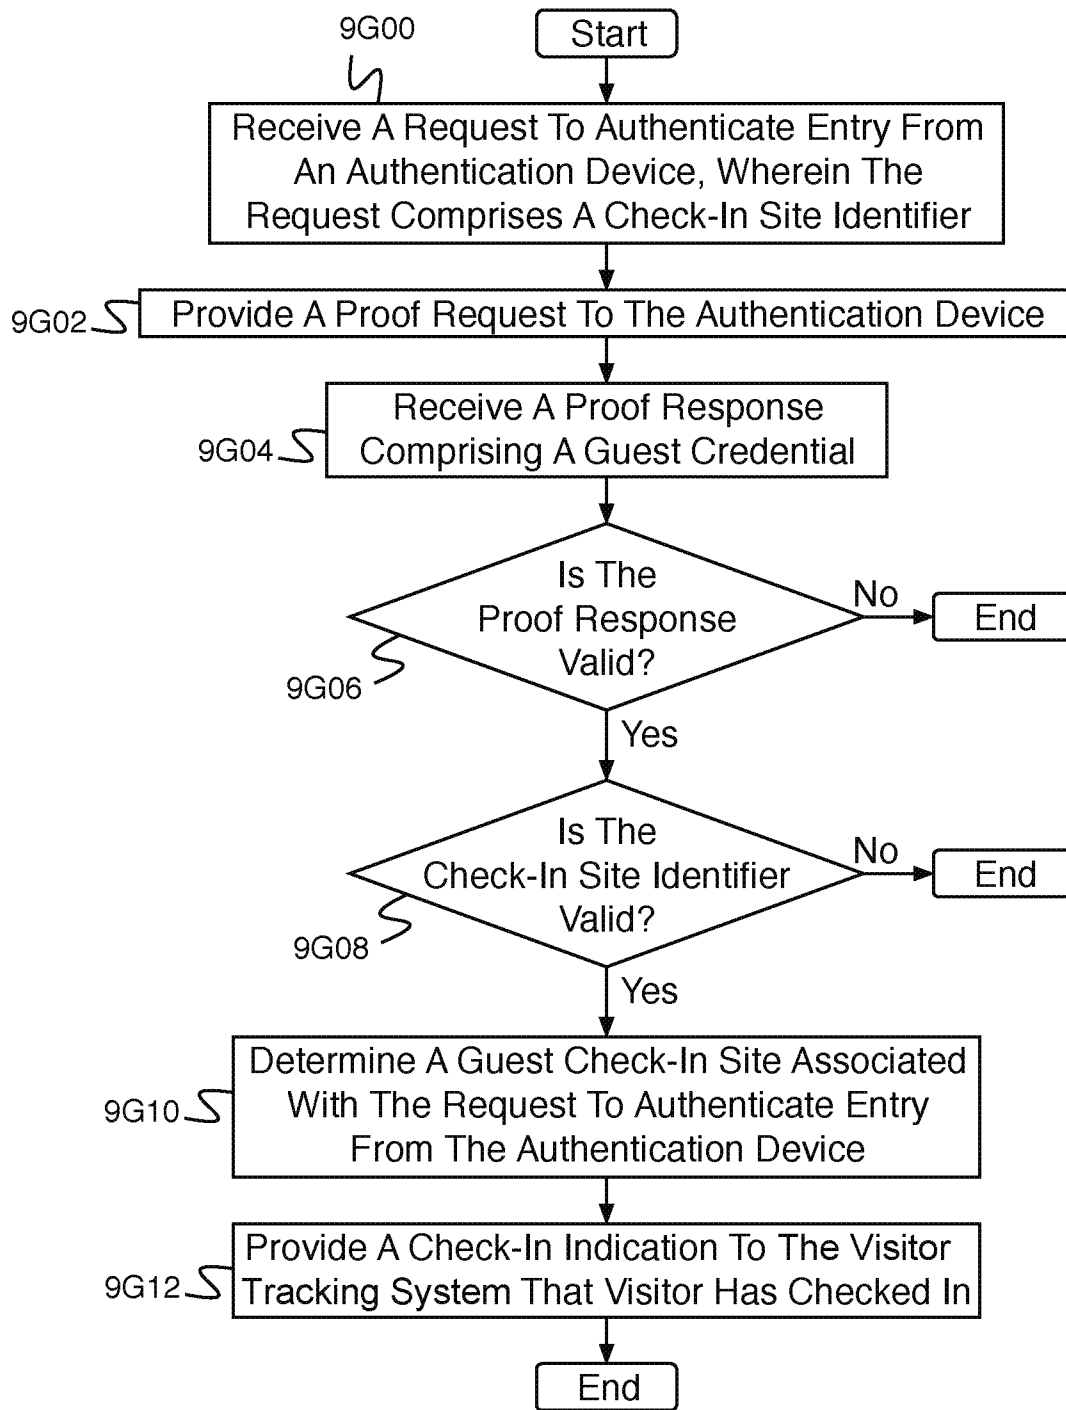 9G00
Start
Receive A Request To Authenticate Entry From
An Authentication Device, Wherein The
Request Comprises A Check-In Site Identifier
9G02
Provide A Proof Request To The Authentication Device
Receive A Proof Response
Comprising A Guest Credential
9G04
Is The
Proof Response
Valid?
No
End
9G06
Yes
Is The
Check-In Site Identifier
Valid?
No
End
9G08
Yes
Determine A Guest Check-In Site Associated
With The Request To Authenticate Entry
From The Authentication Device
9G10
Provide A Check-In Indication To The Visitor
Tracking System That Visitor Has Checked In
9G12
End